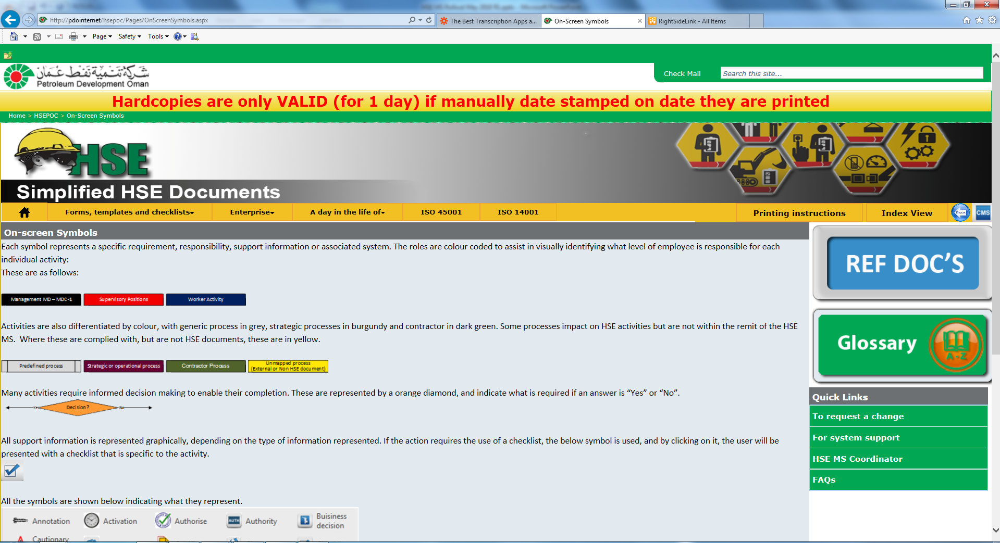 http://pdointernet/hsepoc/Pages/OnScreenSymbols.aspx
The Best Transcription Apps a...
On-Screen Symbols
RightSideLink - All Items
Page
Safety
Tools
شركة تنمية نفط عمان
Petroleum Development Oman
Check Mail
Search this site...
Hardcopies are only VALID (for 1 day) if manually date stamped on date they are printed
Home > HSEPOC > On-Screen Symbols
HSE
Simplified HSE Documents
Forms, templates and checklists
Enterprise
A day in the life of
ISO 45001
ISO 14001
Printing instructions
Index View
BACK
CMS
On-screen Symbols
Each symbol represents a specific requirement, responsibility, support information or associated system. The roles are colour coded to assist in visually identifying what level of employee is responsible for each
individual activity:
These are as follows:
Management MD – MDC-1
Supervisory Positions
Worker Activity
Activities are also differentiated by colour, with generic process in grey, strategic processes in burgundy and contractor in dark green. Some processes impact on HSE activities but are not within the remit of the HSE
MS. Where these are complied with, but are not HSE documents, these are in yellow.
Predefined process
Strategic or operational process
Contractor Process
Unmapped process
(External or Non HSE document)
Many activities require informed decision making to enable their completion. These are represented by a orange diamond, and indicate what is required if an answer is “Yes” or “No”.
Yes
Decision?
No
All support information is represented graphically, depending on the type of information represented. If the action requires the use of a checklist, the below symbol is used, and by clicking on it, the user will be
presented with a checklist that is specific to the activity.
All the symbols are shown below indicating what they represent.
Annotation
Activation
Authorise
AUTH
Authority
Buisiness
decision
Cautionary
REF DOC’S
Glossary
A-Z
Quick Links
To request a change
For system support
HSE MS Coordinator
FAQs